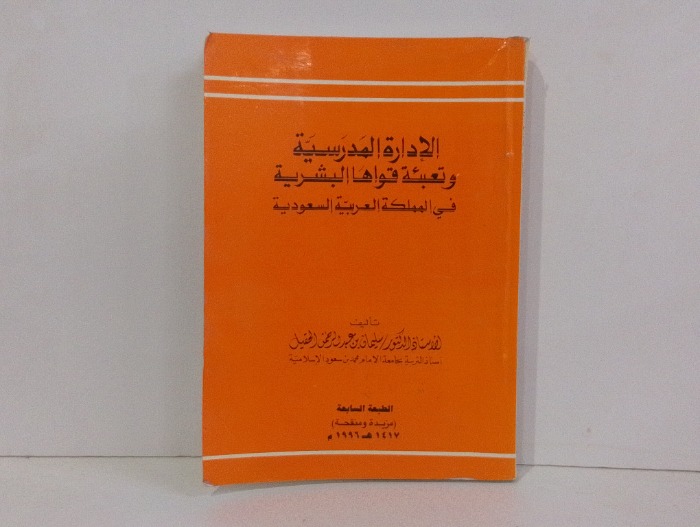 الإدارة المدرسية
وتعبئة قواها البشرية
في المملكة العربية السعودية
تأليف
الأستاذ الدكتور/سليمان بن عبد الرحمن الحقيل
أستاذ التربية بجامعة الإمام محمد بن سعود الإسلامية
الطبعة السابعة
(مزيدة ومنقحة)
١٤١٧ هـ ١٩٩٦ م